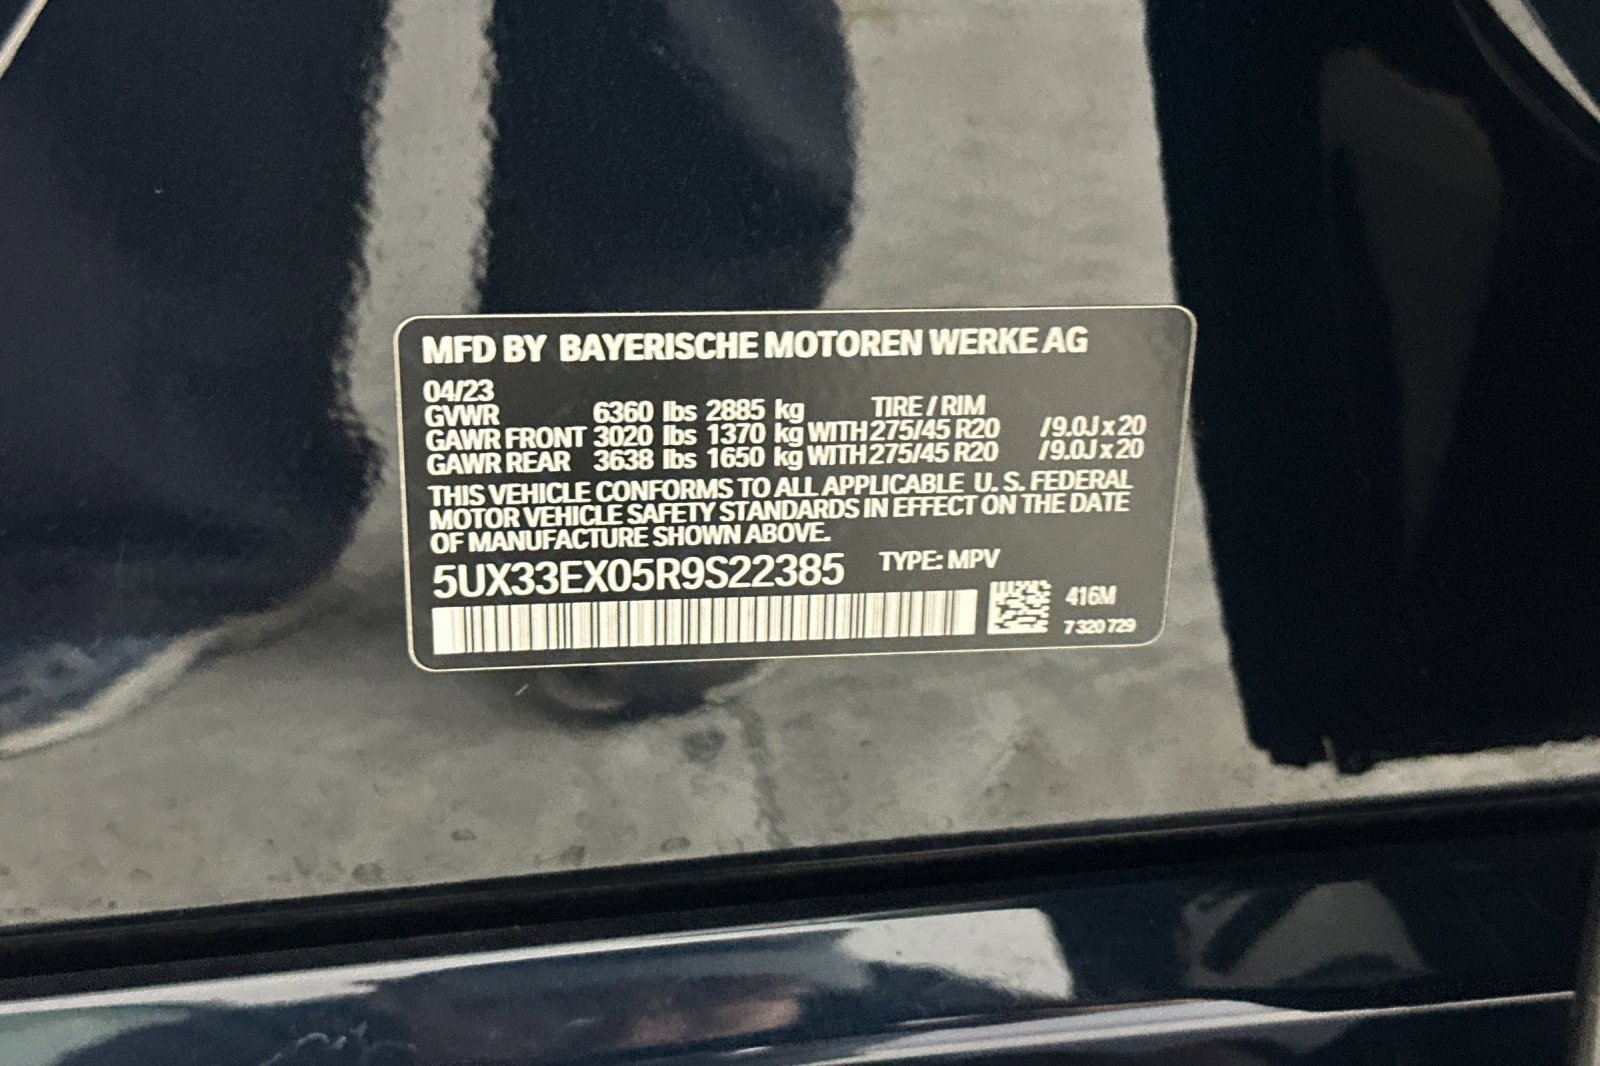 MFD BY BAYERISCHE MOTOREN WERKE AG
04/23
GVWR 6360 lbs 2885 kg TIRE / RIM
GAWR FRONT 3020 lbs 1370 kg WITH 275/45 R20 /9.0J x 20
GAWR REAR 3638 lbs 1650 kg WITH 275/45 R20 /9.0J x 20
THIS VEHICLE CONFORMS TO ALL APPLICABLE U. S. FEDERAL
MOTOR VEHICLE SAFETY STANDARDS IN EFFECT ON THE DATE
OF MANUFACTURE SHOWN ABOVE.
5UX33EX05R9S22385 TYPE: MPV
416M
7 320 729